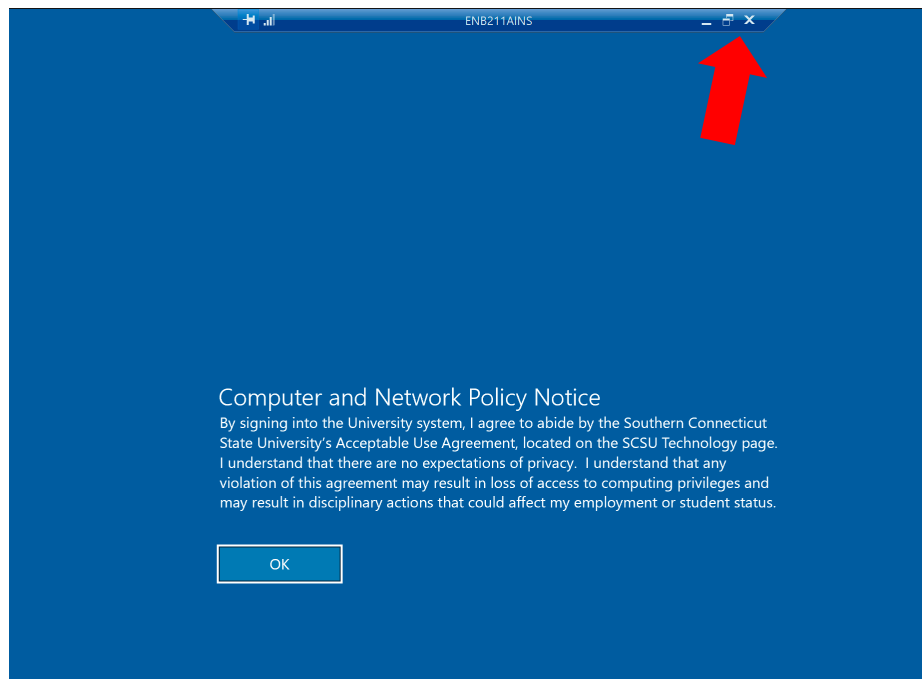 ENB211AINS
Computer and Network Policy Notice
By signing into the University system, I agree to abide by the Southern Connecticut
State University’s Acceptable Use Agreement, located on the SCSU Technology page.
I understand that there are no expectations of privacy.  I understand that any
violation of this agreement may result in loss of access to computing privileges and
may result in disciplinary actions that could affect my employment or student status.
OK